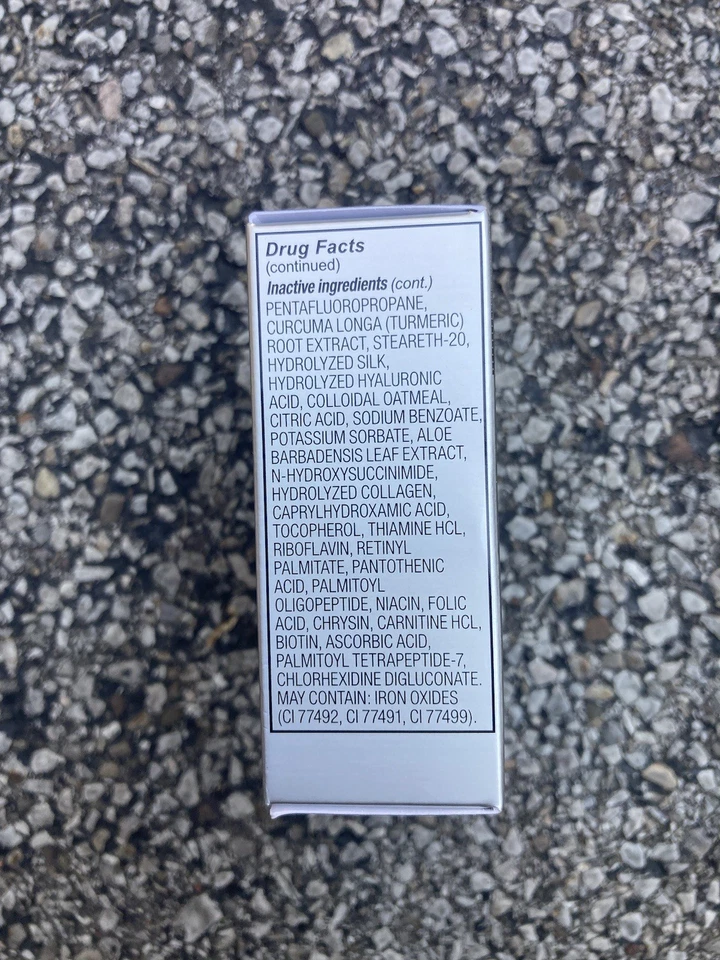 Drug Facts
(continued)
Inactive ingredients (cont.)
PENTAFLUOROPROPANE,
CURCUMA LONGA (TURMERIC)
ROOT EXTRACT, STEARETH-20,
HYDROLYZED SILK,
HYDROLYZED HYALURONIC
ACID, COLLOIDAL OATMEAL,
CITRIC ACID, SODIUM BENZOATE,
POTASSIUM SORBATE, ALOE
BARBADENSIS LEAF EXTRACT,
N-HYDROXYSUCCINIMIDE,
HYDROLYZED COLLAGEN,
CAPRYLHYDROXAMIC ACID,
TOCOPHEROL, THIAMINE HCL,
RIBOFLAVIN, RETINYL
PALMITATE, PANTOTHENIC
ACID, PALMITOYL
OLIGOPEPTIDE, NIACIN, FOLIC
ACID, CHRYSIN, CARNITINE HCL,
BIOTIN, ASCORBIC ACID,
PALMITOYL TETRAPEPTIDE-7,
CHLORHEXIDINE DIGLUCONATE.
MAY CONTAIN: IRON OXIDES
(CI 77492, CI 77491, CI 77499).